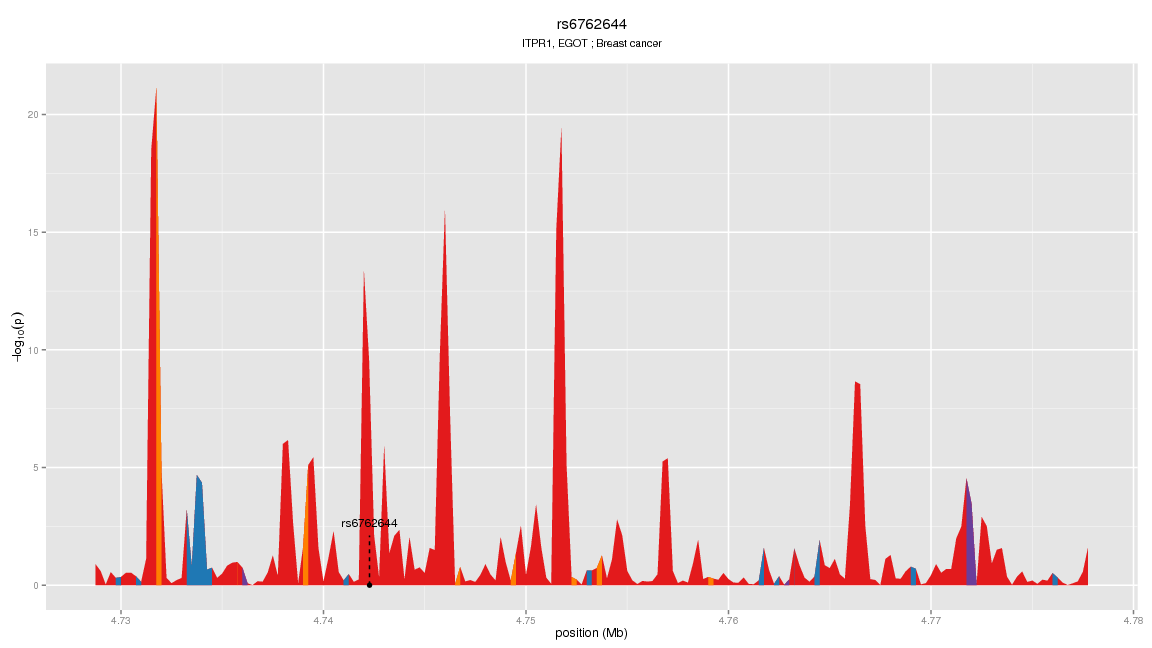 rs6762644
ITPR1, EGOT ; Breast cancer
−log10(p)
20
15
10
5
0
rs6762644
4.73
4.74
4.75
4.76
4.77
4.78
position (Mb)